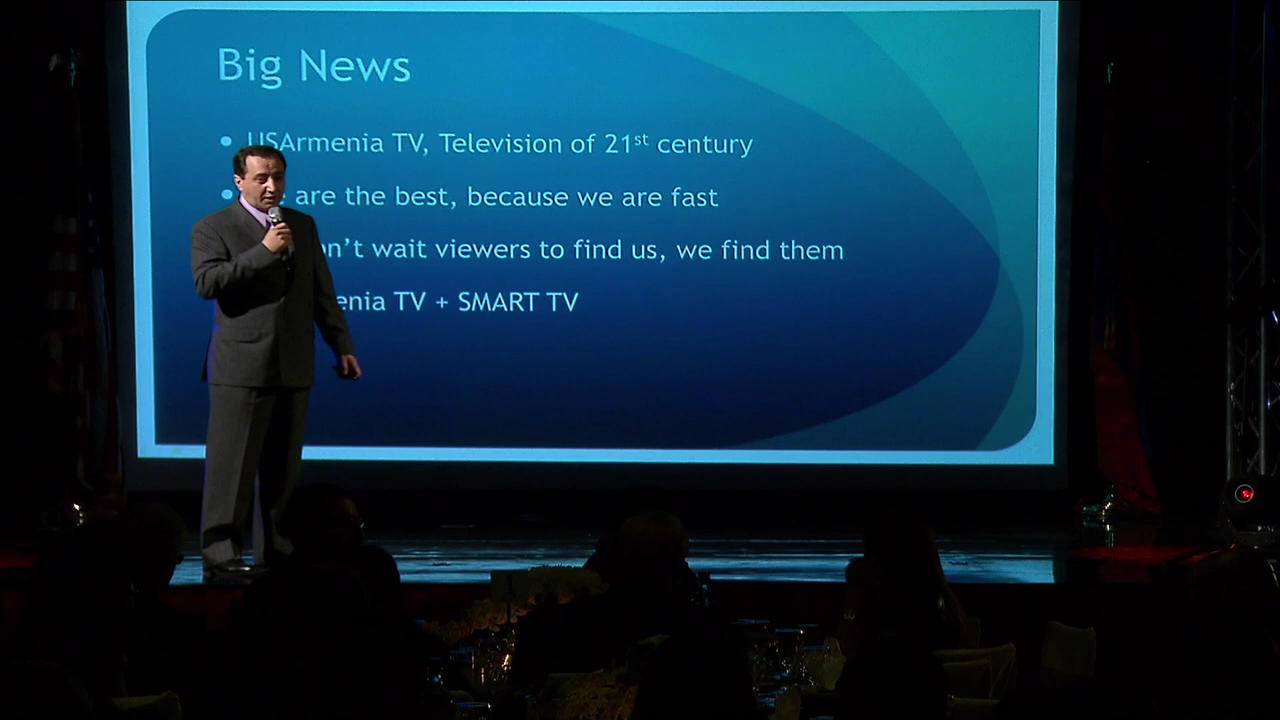 Big News
• USArmenia TV, Television of 21st century
• are the best, because we are fast
wait viewers to find us, we find them
TV + SMART TV